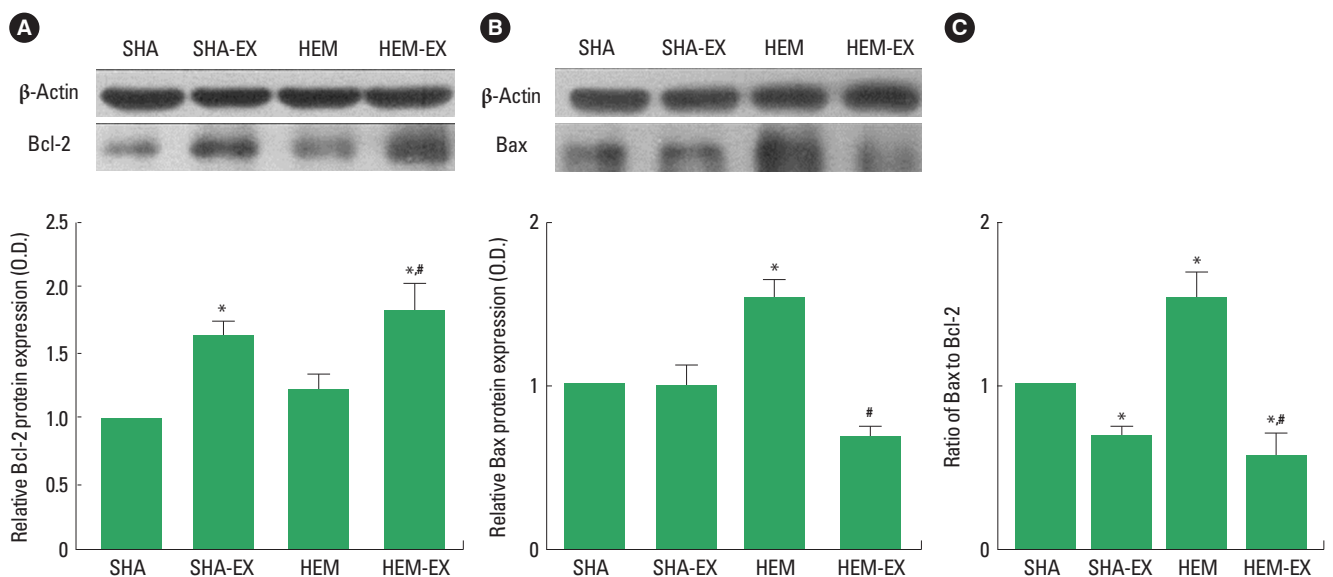 A
SHA SHA-EX HEM HEM-EX
β-Actin
Bcl-2
Relative Bcl-2 protein expression (O.D.)
2.5
2.0
1.5
1.0
0.5
0
*
*,#
SHA SHA-EX HEM HEM-EX
B
SHA SHA-EX HEM HEM-EX
β-Actin
Bax
Relative Bax protein expression (O.D.)
2
1
0
*
#
SHA SHA-EX HEM HEM-EX
C
Ratio of Bax to Bcl-2
2
1
0
*
*
*,#
SHA SHA-EX HEM HEM-EX